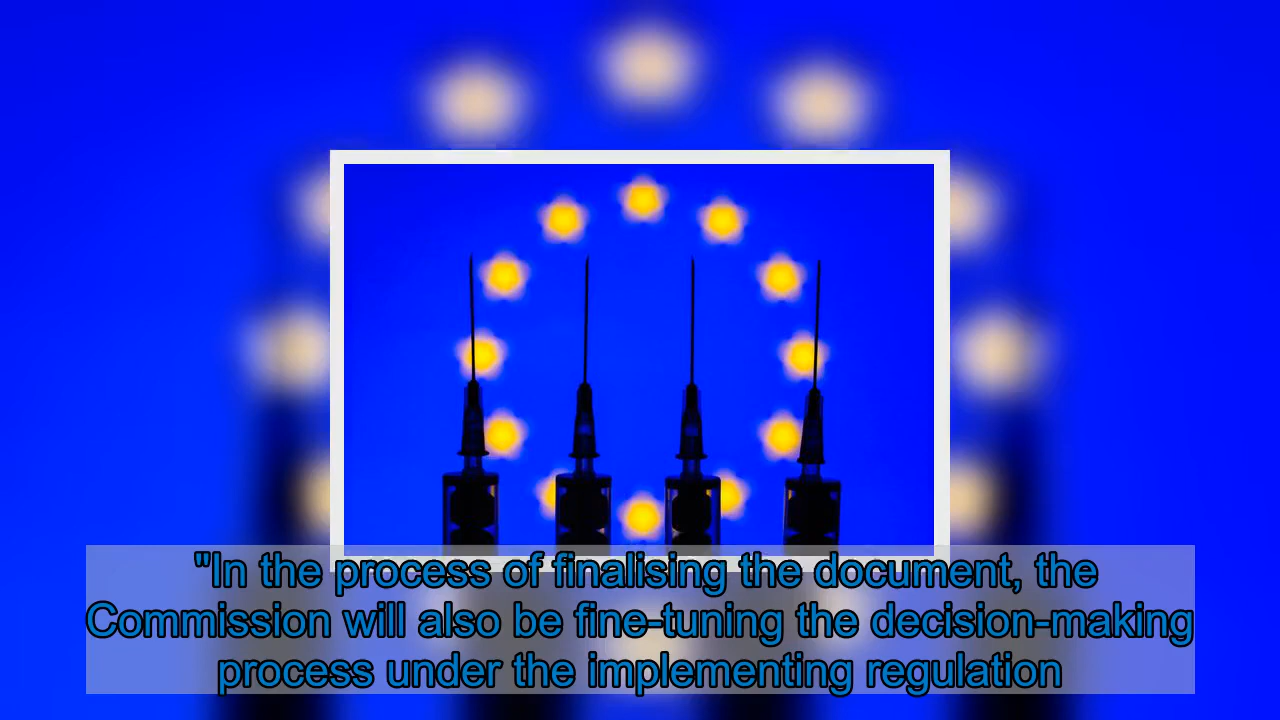 "In the process of finalising the document, the
Commission will also be fine-tuning the decision-making
process under the implementing regulation